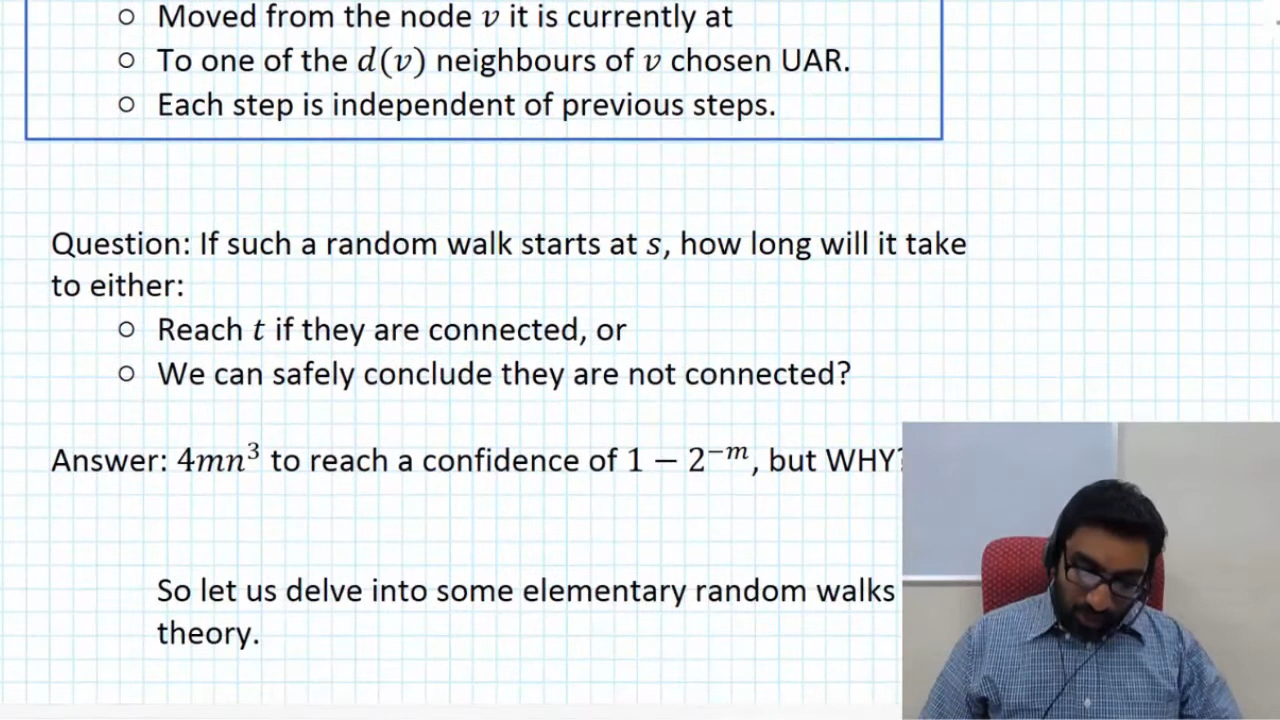 ○ Moved from the node 𝑣 it is currently at
○ To one of the 𝑑(𝑣) neighbours of 𝑣 chosen UAR.
○ Each step is independent of previous steps.
Question: If such a random walk starts at 𝑠, how long will it take
to either:
○ Reach 𝑡 if they are connected, or
○ We can safely conclude they are not connected?
Answer: 4𝑚𝑛³ to reach a confidence of 1 − 2⁻ᵐ, but WHY?
So let us delve into some elementary random walks
theory.